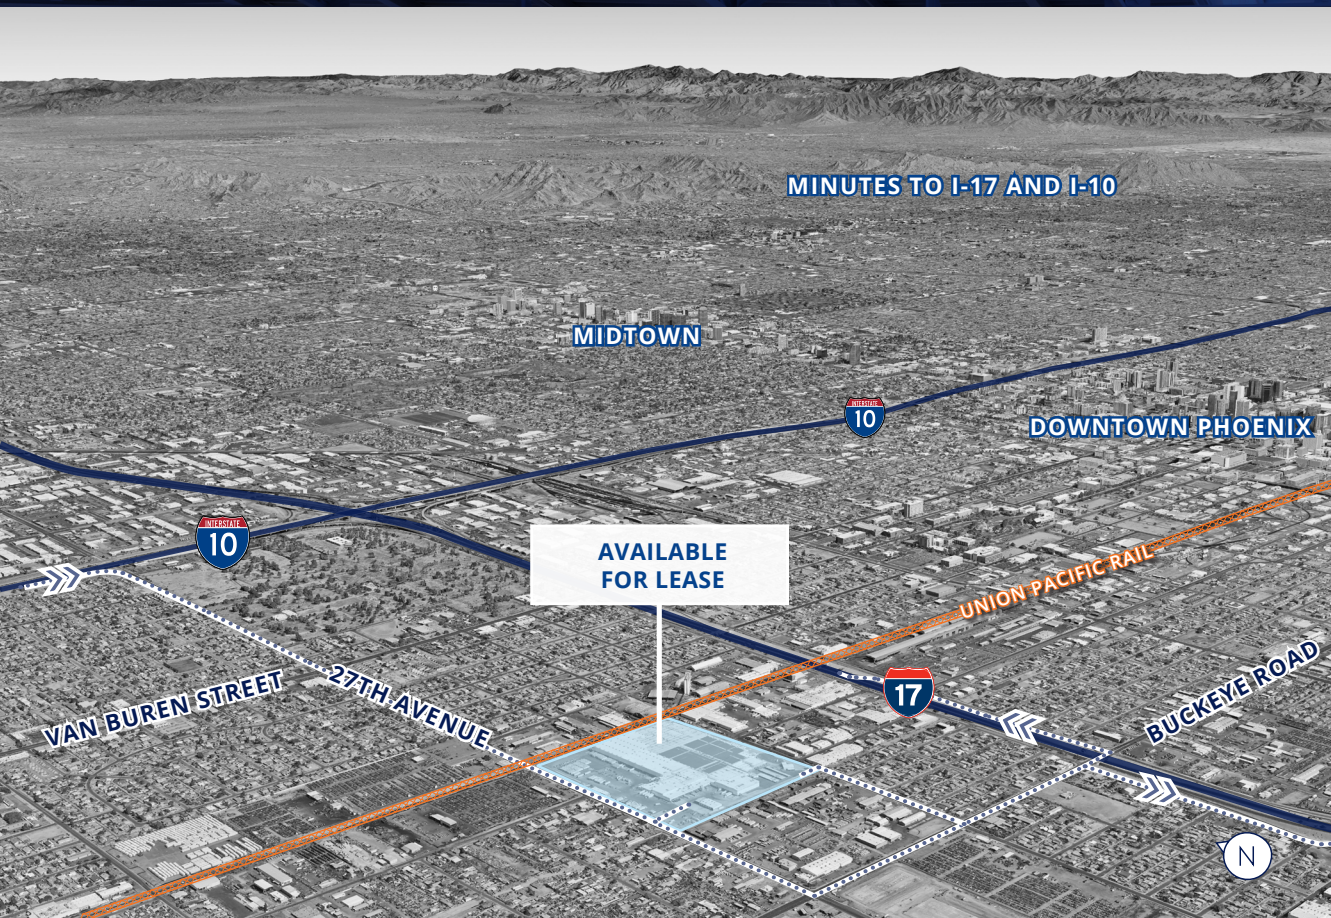 MINUTES TO I-17 AND I-10
MIDTOWN
INTERSTATE
10
DOWNTOWN PHOENIX
INTERSTATE
10
AVAILABLE
FOR LEASE
UNION PACIFIC RAIL
17
BUCKEYE ROAD
27TH AVENUE
VAN BUREN STREET
N